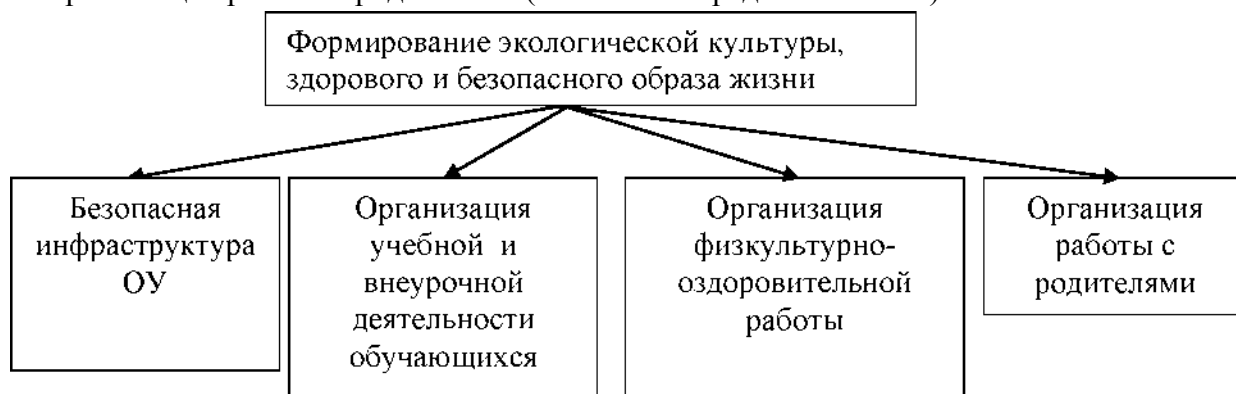 Формирование экологической культуры,
здорового и безопасного образа жизни
Безопасная
инфраструктура
ОУ
Организация
учебной и
внеурочной
деятельности
обучающихся
Организация
физкультурно-
оздоровительной
работы
Организация
работы с
родителями